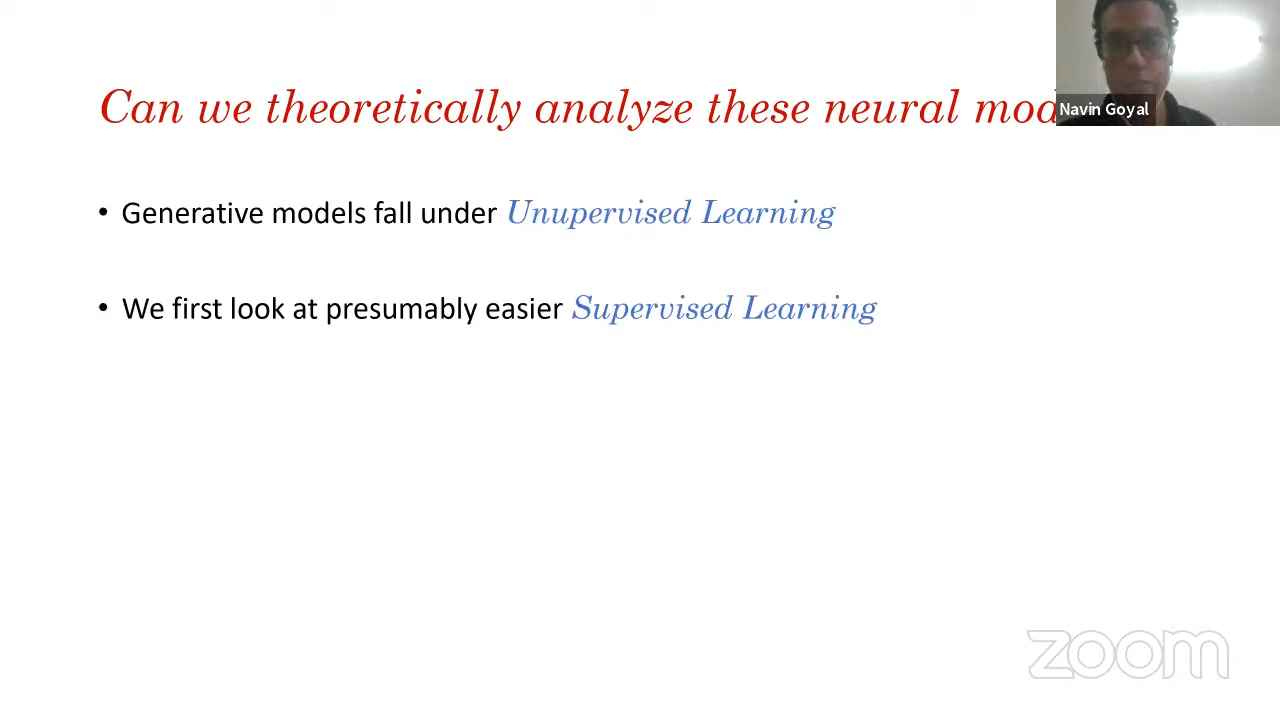 Can we theoretically analyze these neural mod
Navin Goyal
• Generative models fall under Unupervised Learning
• We first look at presumably easier Supervised Learning
zoom